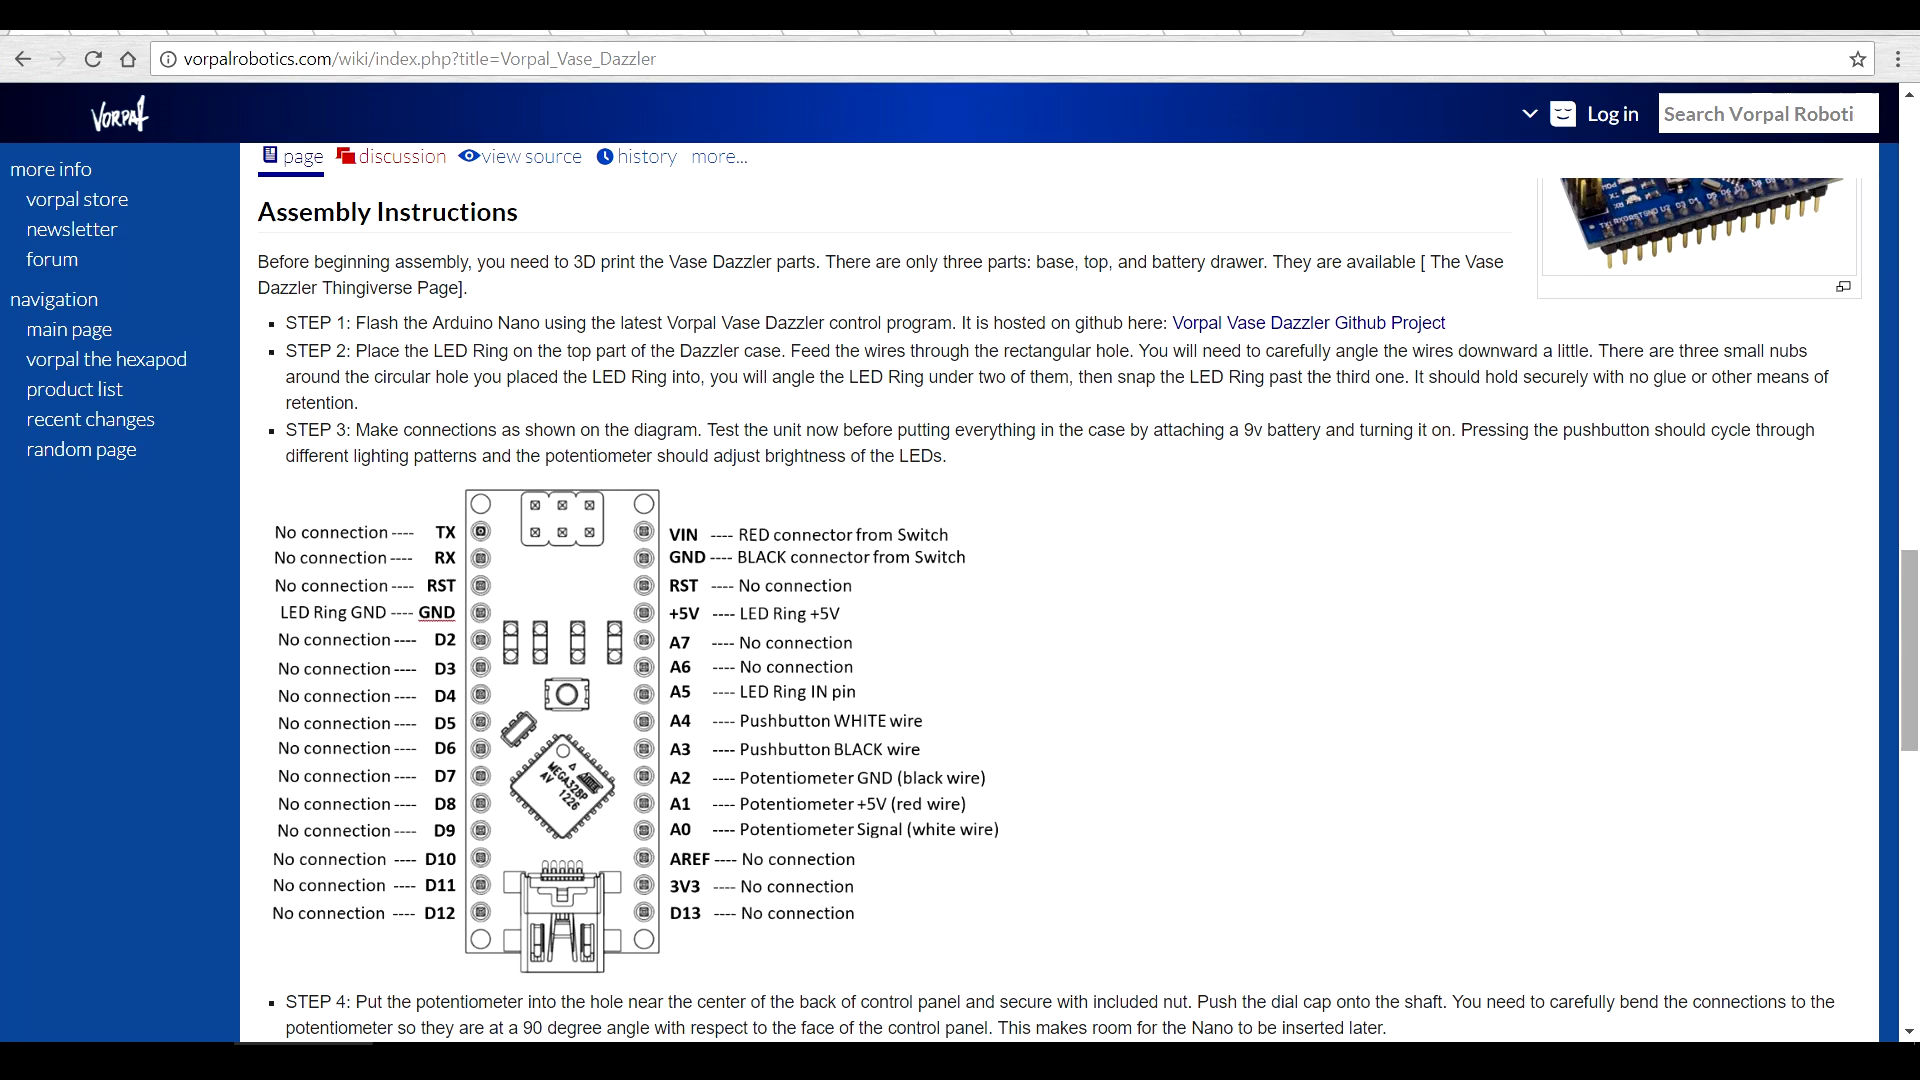 vorpalrobotics.com/wiki/index.php?title=Vorpal_Vase_Dazzler
VORPAL
Log in
Search Vorpal Roboti
more info
vorpal store
newsletter
forum
navigation
main page
vorpal the hexapod
product list
recent changes
random page
page discussion view source history more...
Assembly Instructions
Before beginning assembly, you need to 3D print the Vase Dazzler parts. There are only three parts: base, top, and battery drawer. They are available [ The Vase
Dazzler Thingiverse Page].
▪ STEP 1: Flash the Arduino Nano using the latest Vorpal Vase Dazzler control program. It is hosted on github here: Vorpal Vase Dazzler Github Project
▪ STEP 2: Place the LED Ring on the top part of the Dazzler case. Feed the wires through the rectangular hole. You will need to carefully angle the wires downward a little. There are three small nubs
around the circular hole you placed the LED Ring into, you will angle the LED Ring under two of them, then snap the LED Ring past the third one. It should hold securely with no glue or other means of
retention.
▪ STEP 3: Make connections as shown on the diagram. Test the unit now before putting everything in the case by attaching a 9v battery and turning it on. Pressing the pushbutton should cycle through
different lighting patterns and the potentiometer should adjust brightness of the LEDs.
No connection ---- TX
No connection ---- RX
No connection ---- RST
LED Ring GND ---- GND
No connection ---- D2
No connection ---- D3
No connection ---- D4
No connection ---- D5
No connection ---- D6
No connection ---- D7
No connection ---- D8
No connection ---- D9
No connection ---- D10
No connection ---- D11
No connection ---- D12
MEGA328P
AV
1226
VIN ---- RED connector from Switch
GND ---- BLACK connector from Switch
RST ---- No connection
+5V ---- LED Ring +5V
A7 ---- No connection
A6 ---- No connection
A5 ---- LED Ring IN pin
A4 ---- Pushbutton WHITE wire
A3 ---- Pushbutton BLACK wire
A2 ---- Potentiometer GND (black wire)
A1 ---- Potentiometer +5V (red wire)
A0 ---- Potentiometer Signal (white wire)
AREF ---- No connection
3V3 ---- No connection
D13 ---- No connection
▪ STEP 4: Put the potentiometer into the hole near the center of the back of control panel and secure with included nut. Push the dial cap onto the shaft. You need to carefully bend the connections to the
potentiometer so they are at a 90 degree angle with respect to the face of the control panel. This makes room for the Nano to be inserted later.